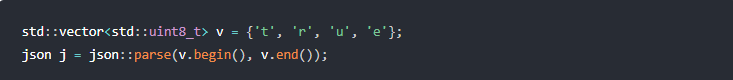 std::vector<std::uint8_t> v = {'t', 'r', 'u', 'e'};
json j = json::parse(v.begin(), v.end());